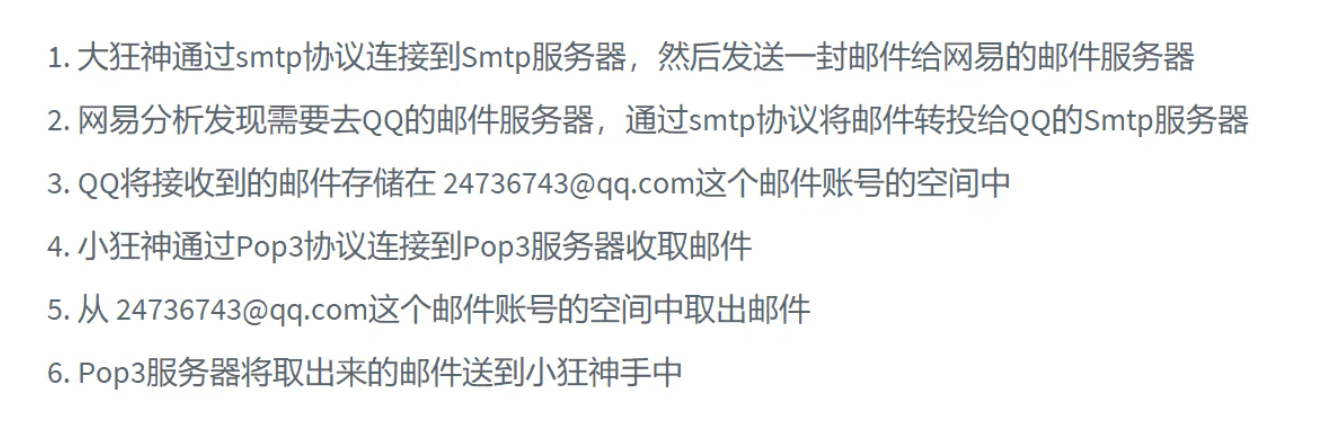 1. 大狂神通过smtp协议连接到Smtp服务器，然后发送一封邮件给网易的邮件服务器
2. 网易分析发现需要去QQ的邮件服务器，通过smtp协议将邮件转投给QQ的Smtp服务器
3. QQ将接收到的邮件存储在 24736743@qq.com这个邮件账号的空间中
4. 小狂神通过Pop3协议连接到Pop3服务器收取邮件
5. 从 24736743@qq.com这个邮件账号的空间中取出邮件
6. Pop3服务器将取出来的邮件送到小狂神手中